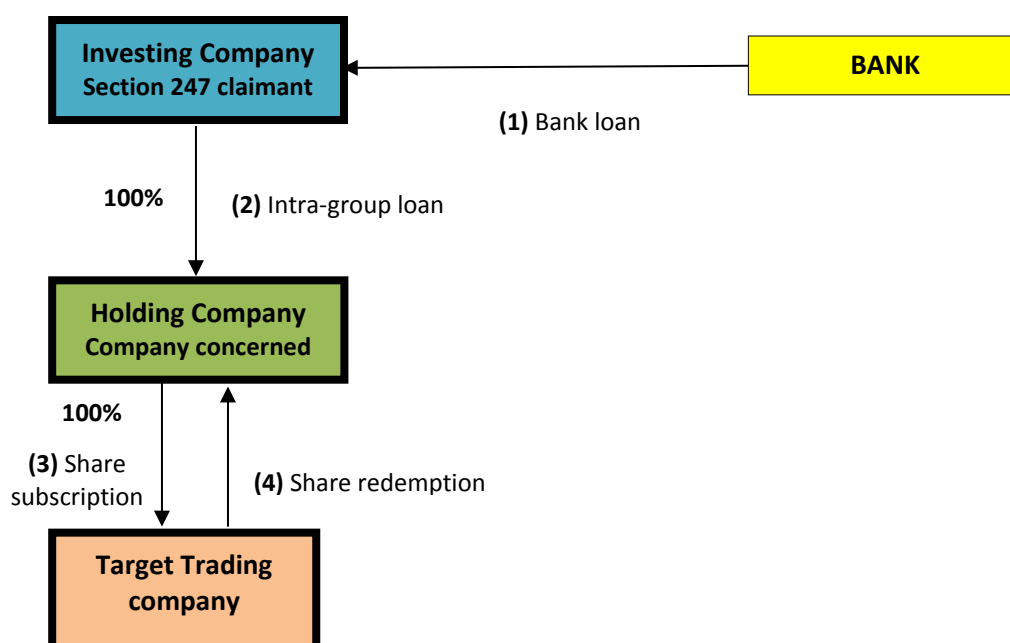 Investing Company
Section 247 claimant
BANK
(1) Bank loan
100%
(2) Intra-group loan
Holding Company
Company concerned
100%
(3) Share
subscription
(4) Share redemption
Target Trading
company